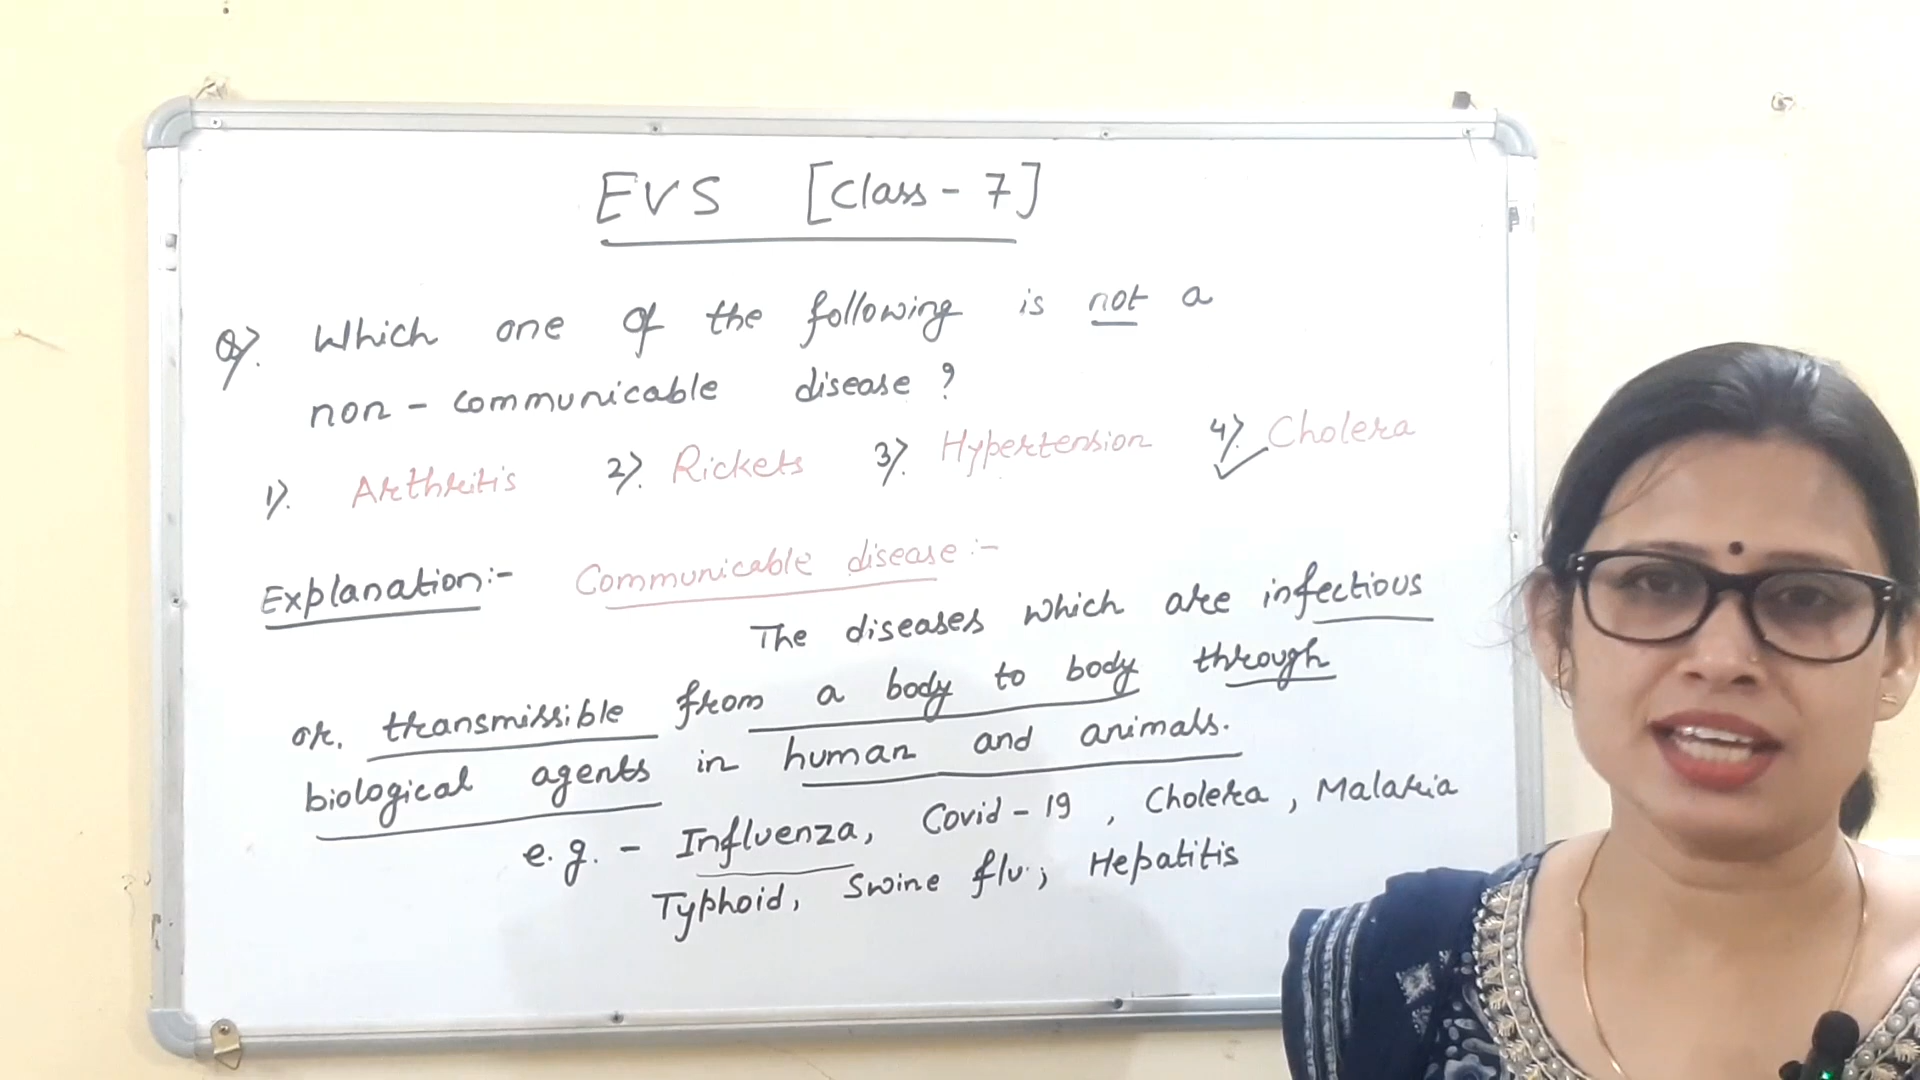 EVS [Class - 7]
Q). Which one of the following is not a
non - communicable disease ?
1). Arthritis 2). Rickets 3). Hypertension 4). Cholera
Explanation:- Communicable disease :-
The diseases which are infectious
or, transmissible from a body to body through
biological agents in human and animals.
e.g. - Influenza, Covid - 19, Cholera, Malaria
Typhoid, Swine flu, Hepatitis